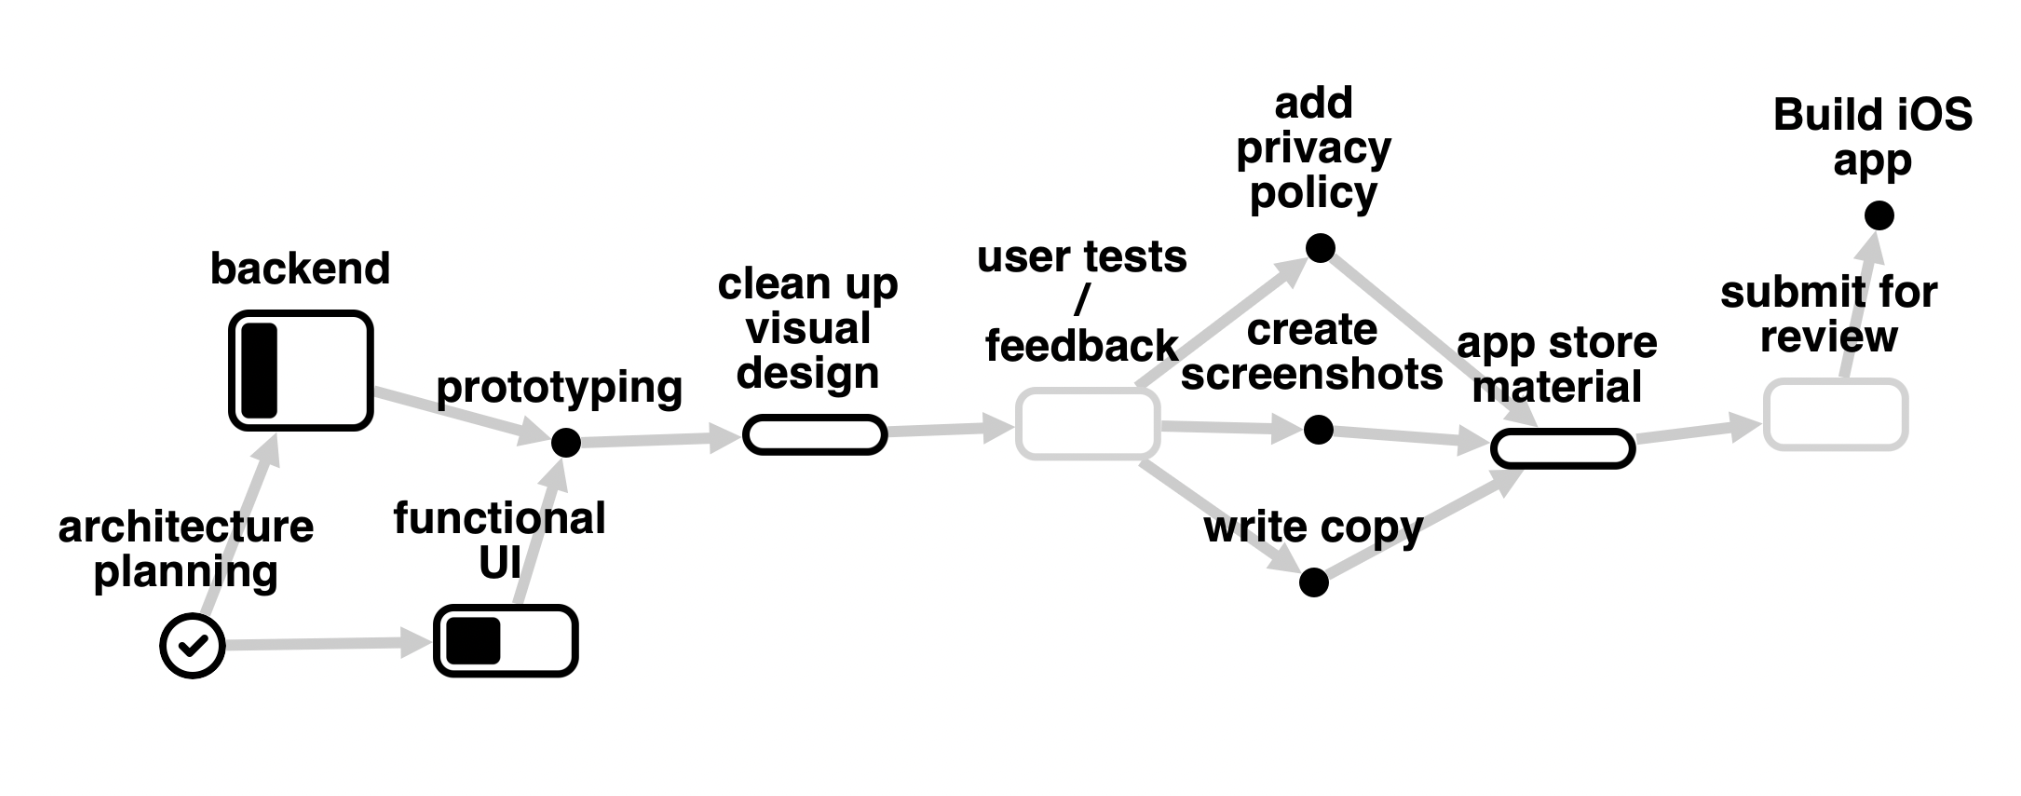 backend
architecture
planning
functional
UI
prototyping
clean up
visual
design
user tests
/
feedback
add
privacy
policy
create
screenshots
write copy
app store
material
submit for
review
Build iOS
app